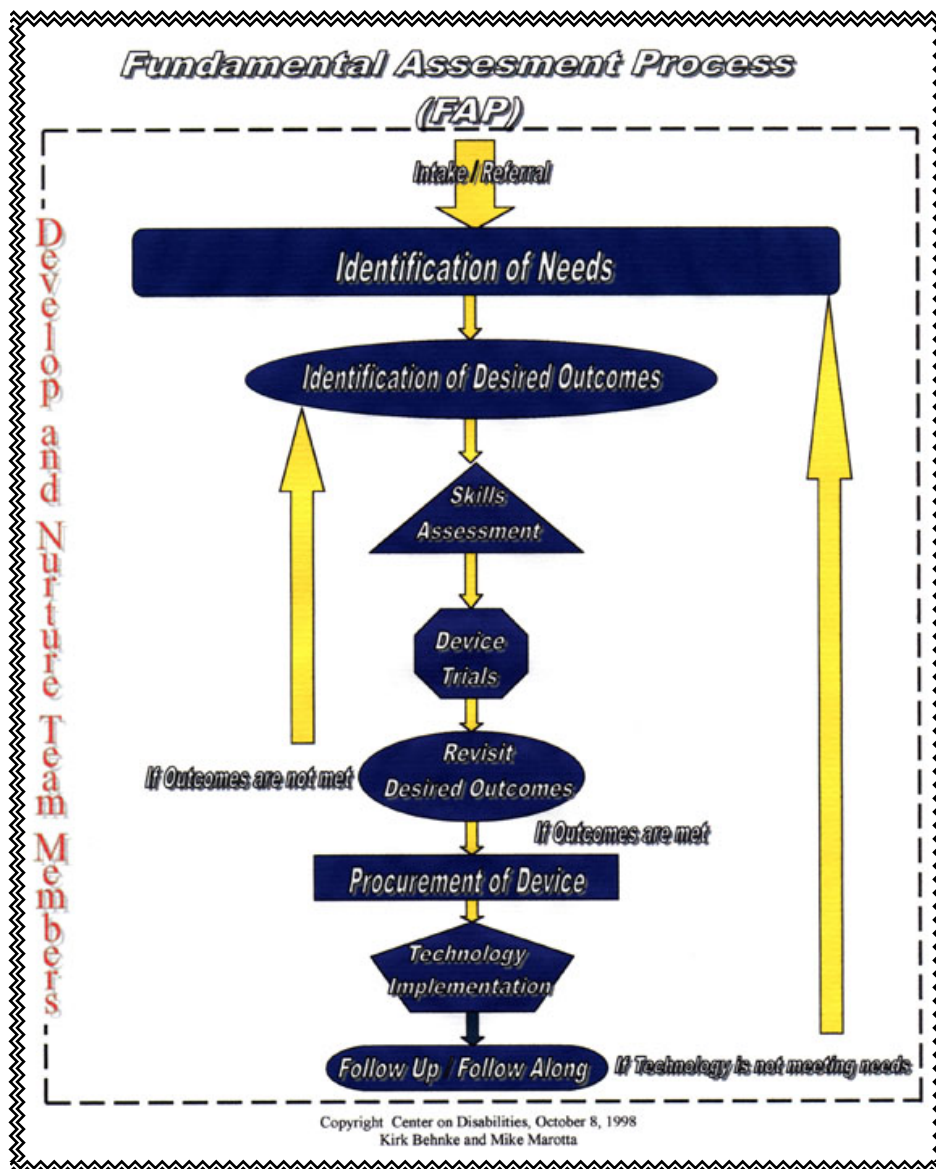 Fundamental Assesment Process
(FAP)
Intake / Referral
Develop and Nurture Team Members
Identification of Needs
Identification of Desired Outcomes
Skills
Assessment
Device
Trials
Revisit
Desired Outcomes
If Outcomes are not met
If Outcomes are met
Procurement of Device
Technology
Implementation
Follow Up / Follow Along
If Technology is not meeting needs
Copyright Center on Disabilities, October 8, 1998
Kirk Behnke and Mike Marotta